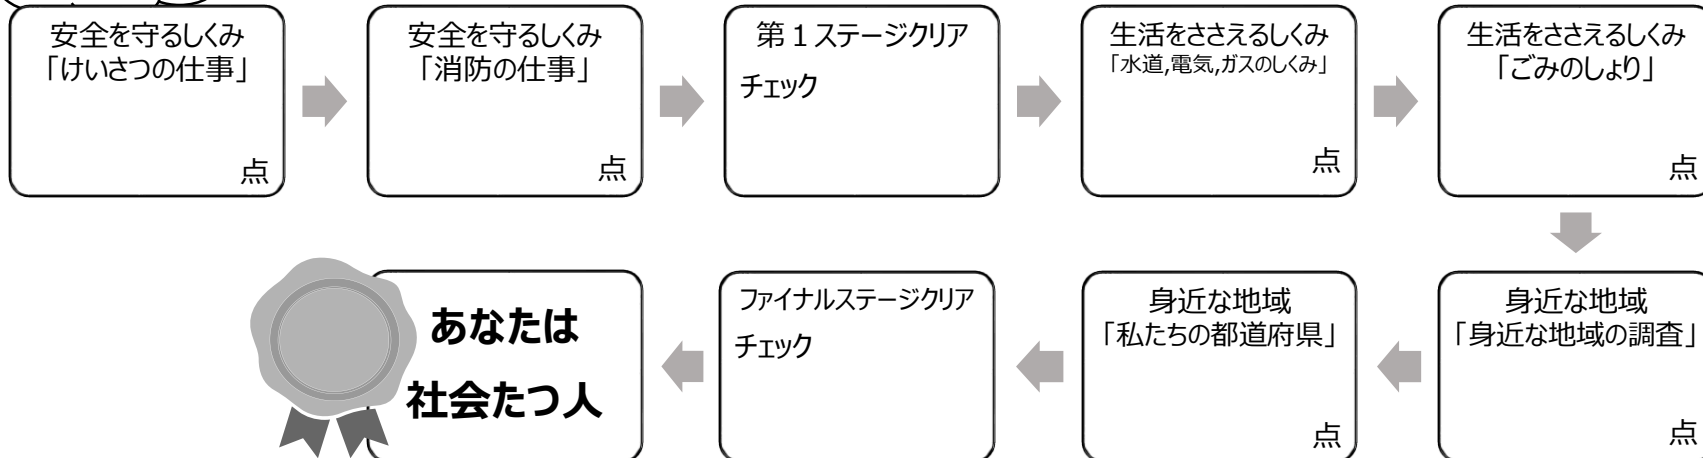 安全を守るしくみ
「けいさつの仕事」
点
安全を守るしくみ
「消防の仕事」
点
第1ステージクリア
チェック
生活をささえるしくみ
「水道,電気,ガスのしくみ」
点
生活をささえるしくみ
「ごみのしょり」
点
身近な地域
「身近な地域の調査」
点
身近な地域
「私たちの都道府県」
点
ファイナルステージクリア
チェック
あなたは
社会たつ人